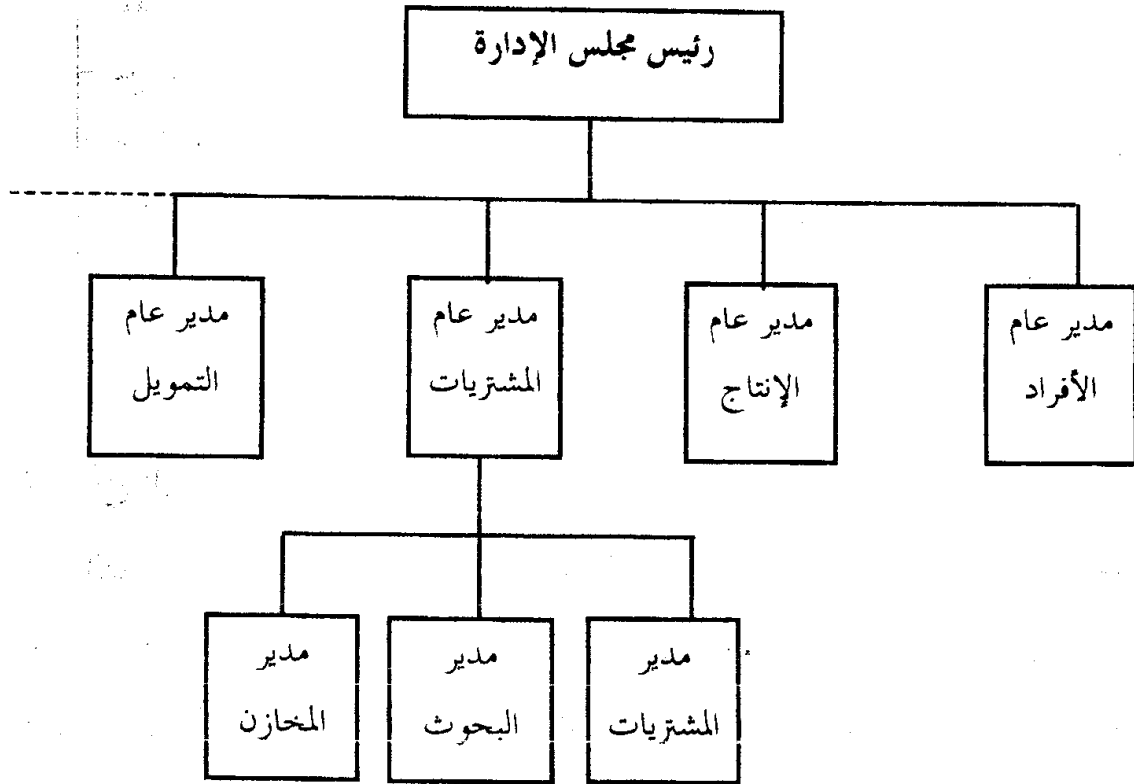 رئيس مجلس الإدارة
مدير عام
الأفراد
مدير عام
الإنتاج
مدير عام
المشتريات
مدير عام
التمويل
مدير
المشتريات
مدير
البحوث
مدير
المخازن